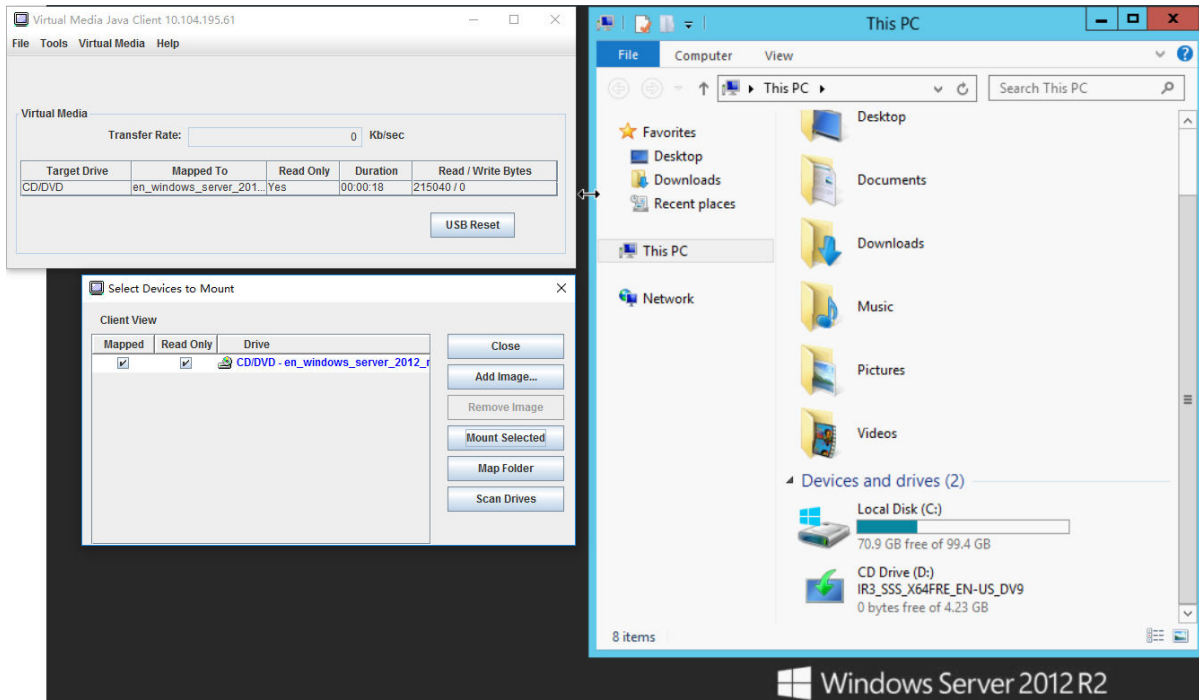 Virtual Media Java Client 10.104.195.61
File Tools Virtual Media Help
Virtual Media
Transfer Rate: 0 Kb/sec
Target Drive Mapped To Read Only Duration Read / Write Bytes
CD/DVD en_windows_server_201... Yes 00:00:18 215040 / 0
USB Reset
Select Devices to Mount
Client View
Mapped Read Only Drive
CD/DVD - en_windows_server_2012_r
Close
Add Image...
Remove Image
Mount Selected
Map Folder
Scan Drives
This PC
File Computer View
This PC
Search This PC
Favorites
Desktop
Downloads
Recent places
This PC
Network
Desktop
Documents
Downloads
Music
Pictures
Videos
Devices and drives (2)
Local Disk (C:)
70.9 GB free of 99.4 GB
CD Drive (D:)
IR3_SSS_X64FRE_EN-US_DV9
0 bytes free of 4.23 GB
8 items
Windows Server 2012 R2